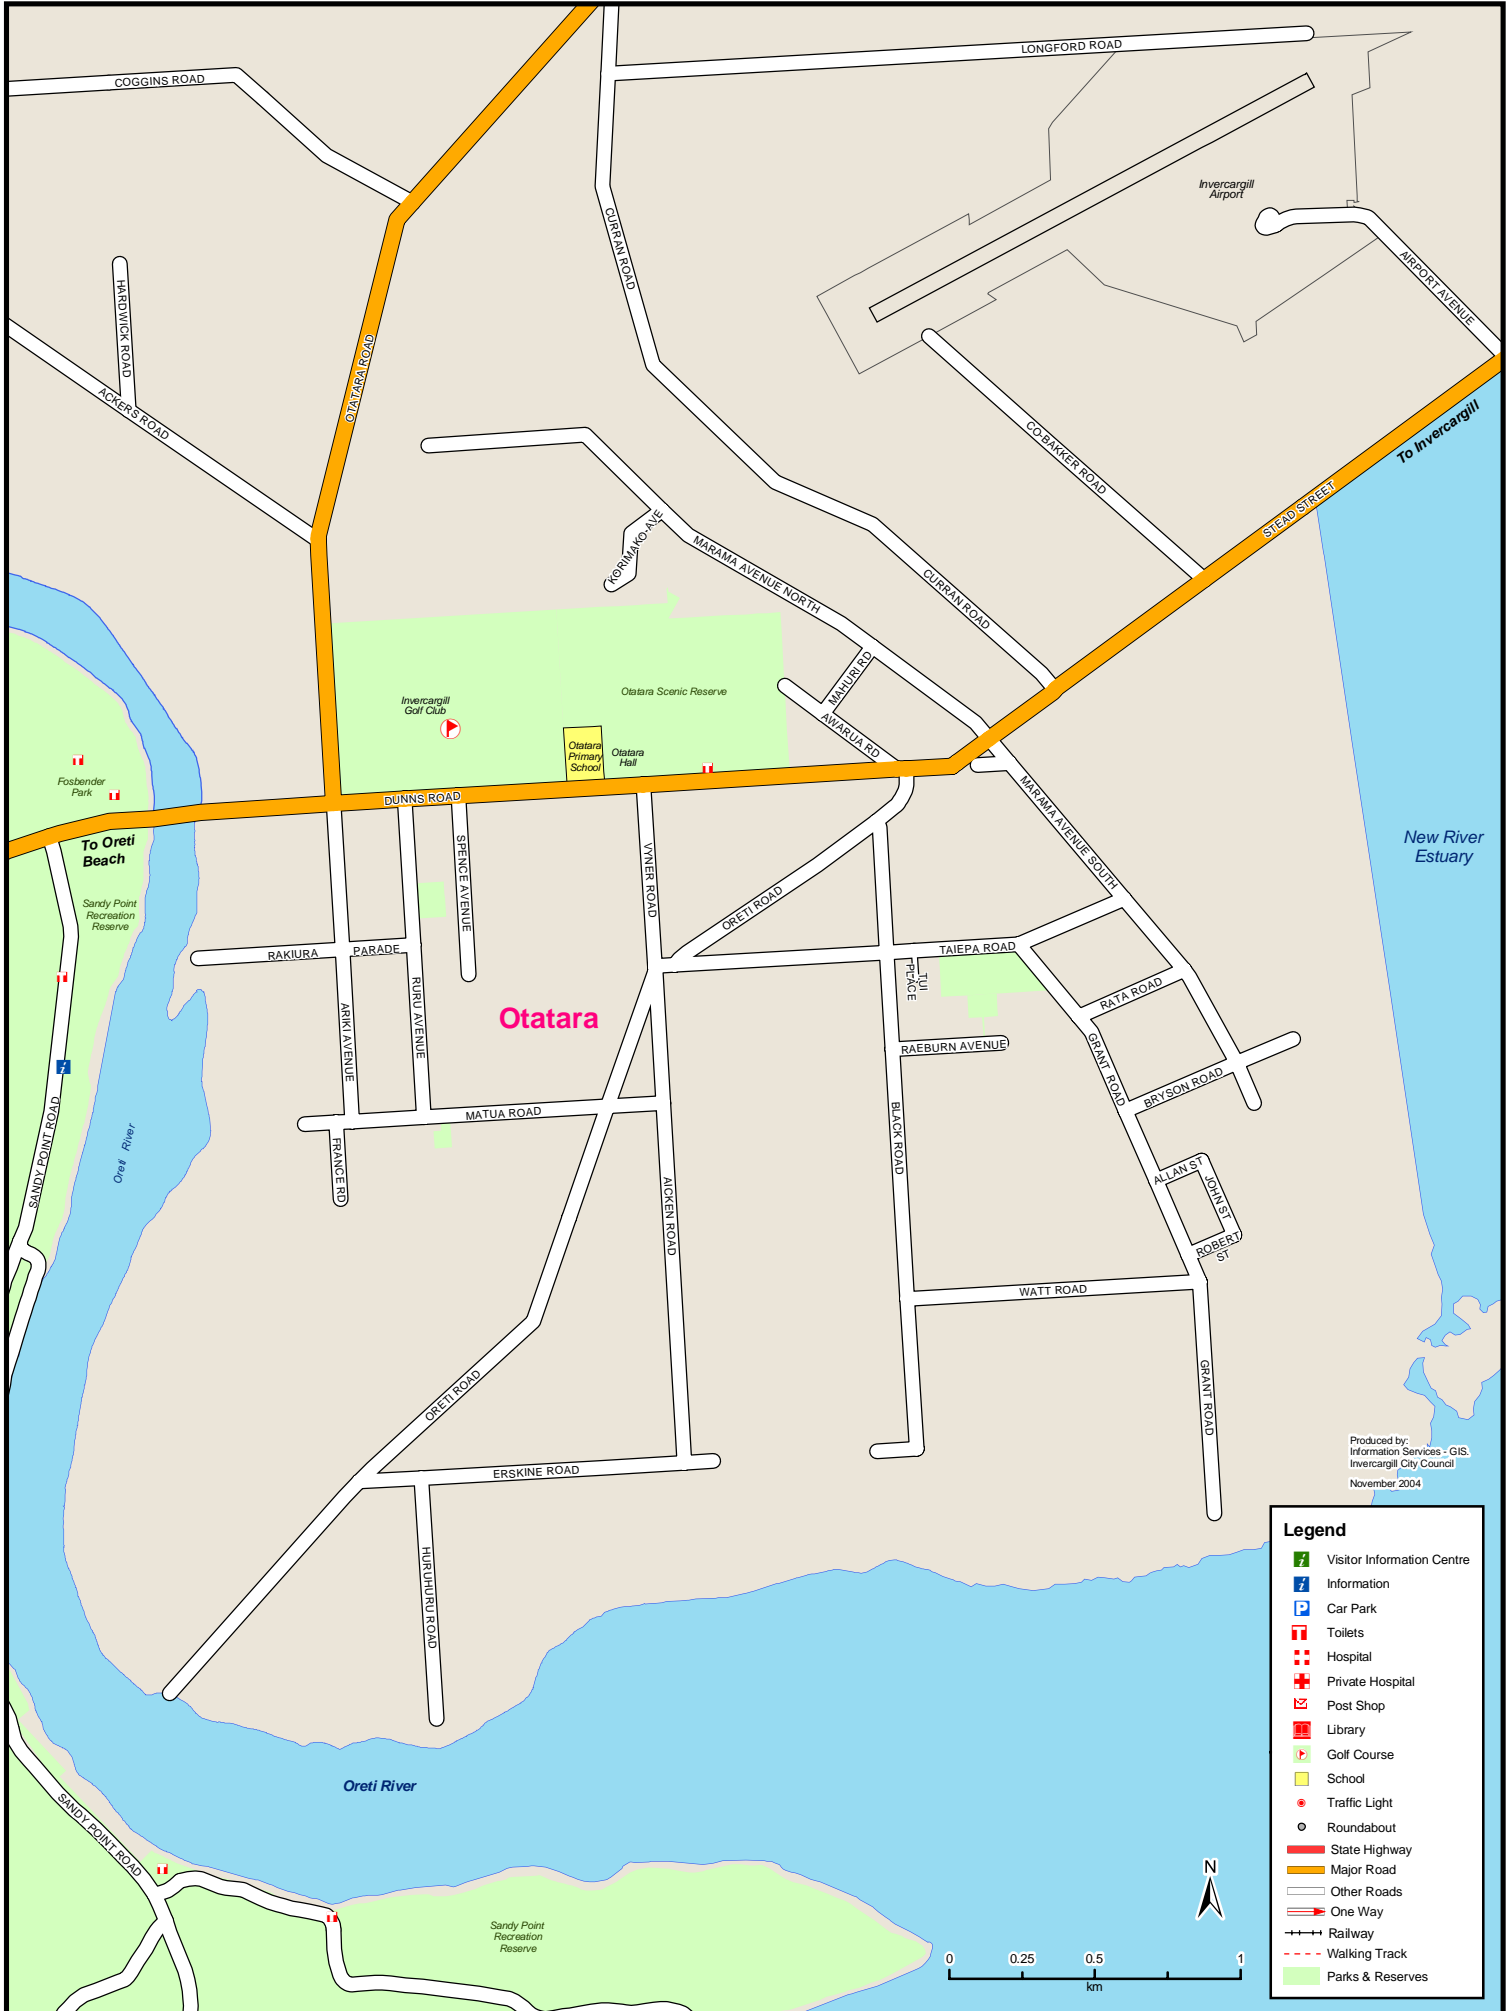 LONGFORD ROAD
COGGINS ROAD
Invercargill
Airport
CURRAN ROAD
AIRPORT AVENUE
HARDWICK ROAD
OTATARA ROAD
ACKERS ROAD
To Invercargill
CO-BAKKER ROAD
STEAD STREET
KORIMAKO-AVE
MARAMA AVENUE NORTH
CURRAN ROAD
MAHURI RD
Otatara Scenic Reserve
Invercargill
Golf Club
AWARUA RD
Otatara
Primary
School
Otatara
Hall
Fosbender
Park
DUNNS ROAD
MARAMA AVENUE SOUTH
To Oreti
Beach
New River
Estuary
SPENCE AVENUE
VYNER ROAD
ORETI ROAD
Sandy Point
Recreation
Reserve
RAKIURA PARADE
TAIEPA ROAD
TUI
PLACE
RATA ROAD
Otatara
ARIKI AVENUE
RURU AVENUE
RAEBURN AVENUE
GRANT ROAD
BRYSON ROAD
SANDY POINT ROAD
Oreti River
MATUA ROAD
FRANCE RD
BLACK ROAD
AICKEN ROAD
ALLAN ST
JOHN ST
ROBERT
ST
WATT ROAD
ORETI ROAD
GRANT ROAD
ERSKINE ROAD
Produced by:
Information Services - GIS.
Invercargill City Council
November 2004
HURUHURU ROAD
Oreti River
SANDY POINT ROAD
Sandy Point
Recreation
Reserve
Legend
Visitor Information Centre
Information
P
Car Park
Toilets
Hospital
Private Hospital
Post Shop
Library
Golf Course
School
Traffic Light
Roundabout
State Highway
Major Road
Other Roads
One Way
Railway
Walking Track
Parks & Reserves
N
0 0.25 0.5 1
km